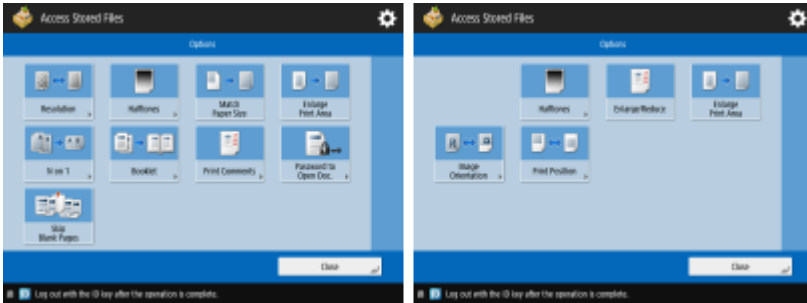 Access Stored Files
Options
Resolution
Halftones
Match
Paper Size
Enlarge
Print Area
N on 1
Booklet
Print Comments
Password to
Open Doc.
Skip
Blank Pages
Close
Log out with the ID key after the operation is complete.
Access Stored Files
Options
Halftones
Enlarge/Reduce
Enlarge
Print Area
Image
Orientation
Print Position
Close
Log out with the ID key after the operation is complete.